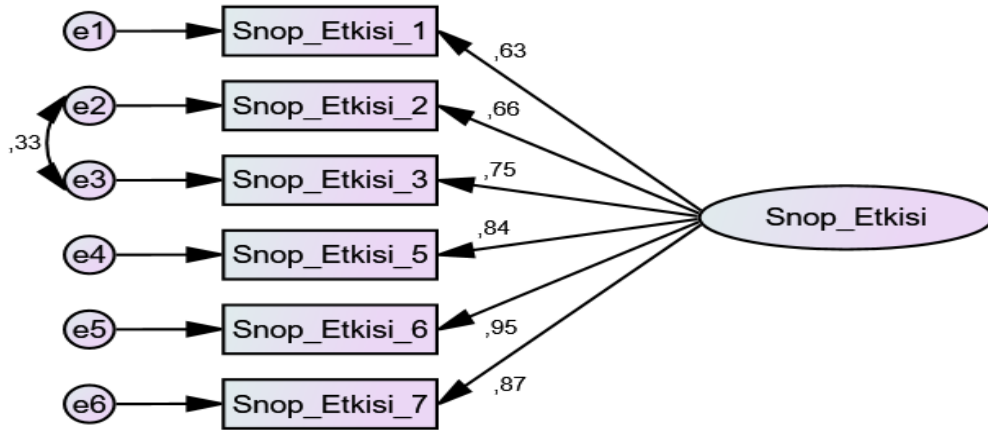 e1
Snop_Etkisi_1
,63
e2
Snop_Etkisi_2
,66
,33
e3
Snop_Etkisi_3
,75
Snop_Etkisi
e4
Snop_Etkisi_5
,84
e5
Snop_Etkisi_6
,95
e6
Snop_Etkisi_7
,87